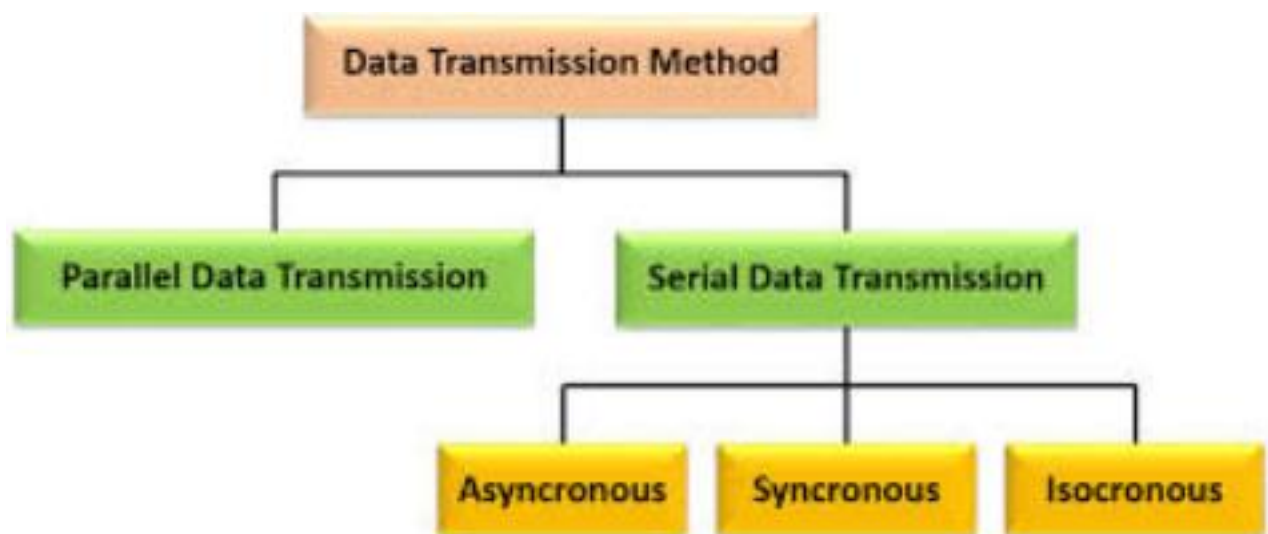 Data Transmission Method
Parallel Data Transmission
Serial Data Transmission
Asyncronous
Syncronous
Isocronous